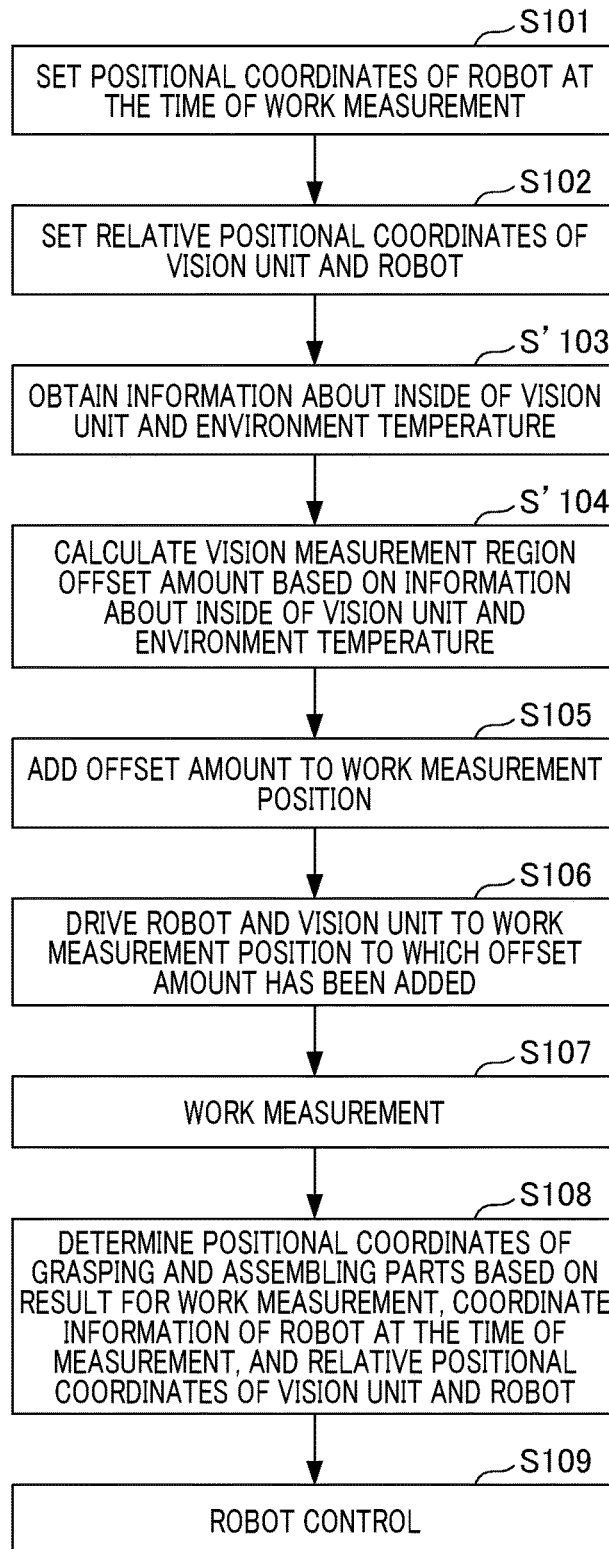 S101
SET POSITIONAL COORDINATES OF ROBOT AT
THE TIME OF WORK MEASUREMENT
S102
SET RELATIVE POSITIONAL COORDINATES OF
VISION UNIT AND ROBOT
S'103
OBTAIN INFORMATION ABOUT INSIDE OF VISION
UNIT AND ENVIRONMENT TEMPERATURE
S'104
CALCULATE VISION MEASUREMENT REGION
OFFSET AMOUNT BASED ON INFORMATION
ABOUT INSIDE OF VISION UNIT AND
ENVIRONMENT TEMPERATURE
S105
ADD OFFSET AMOUNT TO WORK MEASUREMENT
POSITION
S106
DRIVE ROBOT AND VISION UNIT TO WORK
MEASUREMENT POSITION TO WHICH OFFSET
AMOUNT HAS BEEN ADDED
S107
WORK MEASUREMENT
S108
DETERMINE POSITIONAL COORDINATES OF
GRASPING AND ASSEMBLING PARTS BASED ON
RESULT FOR WORK MEASUREMENT, COORDINATE
INFORMATION OF ROBOT AT THE TIME OF
MEASUREMENT, AND RELATIVE POSITIONAL
COORDINATES OF VISION UNIT AND ROBOT
S109
ROBOT CONTROL